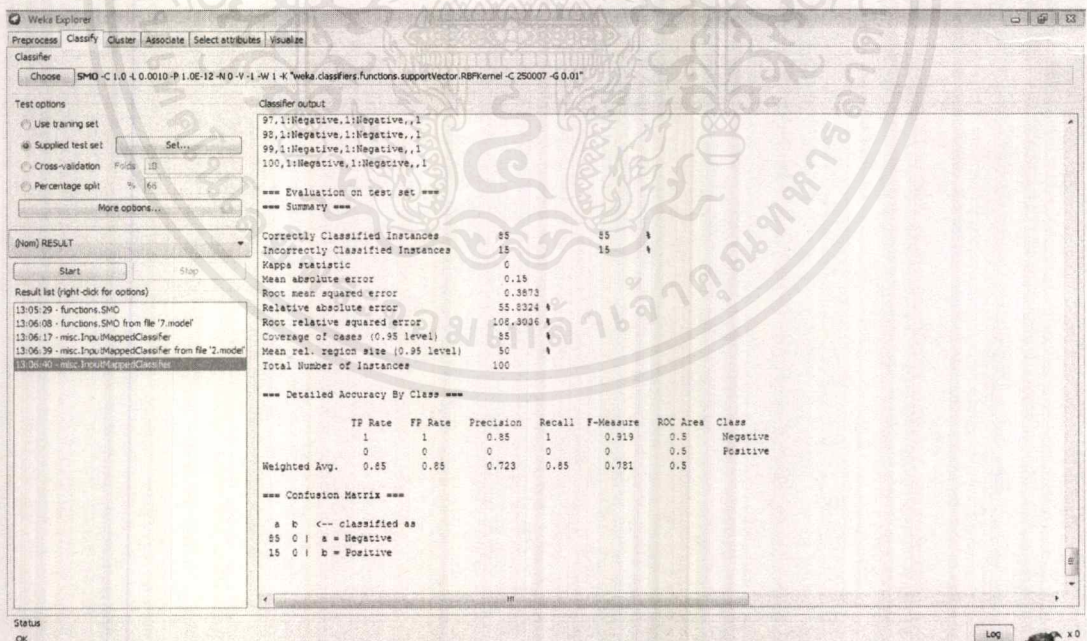 Weka Explorer
Preprocess Classify Cluster Associate Select attributes Visualize
Classifier
Choose SMO -C 1.0 -L 0.0010 -P 1.0E-12 -N 0 -V -1 -W 1 -K "weka.classifiers.functions.supportVector.RBFKernel -C 250007 -G 0.01"
Test options
Use training set
Supplied test set Set...
Cross-validation Folds 10
Percentage split % 66
More options...
(Nom) RESULT
Start Stop
Result list (right-click for options)
13:05:29 - functions.SMO
13:06:08 - functions.SMO from file '7.model'
13:06:17 - misc.InputMappedClassifier
13:06:39 - misc.InputMappedClassifier from file '2.model'
13:06:40 - misc.InputMappedClassifier
Classifier output
97,1:Negative,1:Negative,,1
98,1:Negative,1:Negative,,1
99,1:Negative,1:Negative,,1
100,1:Negative,1:Negative,,1
=== Evaluation on test set ===
=== Summary ===
Correctly Classified Instances 85 85 %
Incorrectly Classified Instances 15 15 %
Kappa statistic 0
Mean absolute error 0.15
Root mean squared error 0.3873
Relative absolute error 55.8324 %
Root relative squared error 108.3036 %
Coverage of cases (0.95 level) 85 %
Mean rel. region size (0.95 level) 50 %
Total Number of Instances 100
=== Detailed Accuracy By Class ===
TP Rate FP Rate Precision Recall F-Measure ROC Area Class
1 1 0.85 1 0.919 0.5 Negative
0 0 0 0 0 0.5 Positive
Weighted Avg. 0.85 0.85 0.723 0.85 0.781 0.5
=== Confusion Matrix ===
a b <-- classified as
85 0 | a = Negative
15 0 | b = Positive
Status
OK
Log
x 0